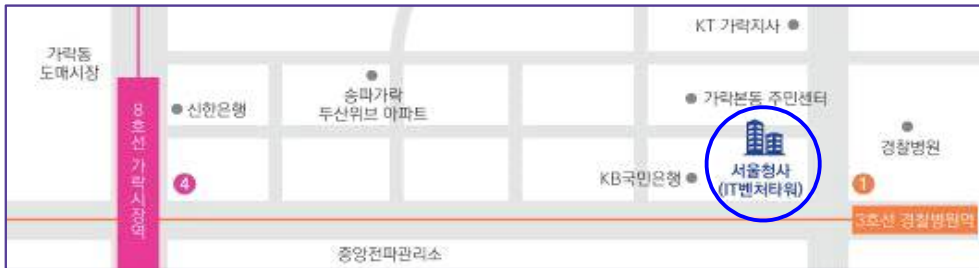 KT 가락지사
가락동
도매시장
신한은행
송파가락
두산위브 아파트
가락본동 주민센터
8호선 가락시장역
경찰병원
4
KB국민은행
서울청사
(IT벤처타워)
1
3호선 경찰병원역
중앙전파관리소